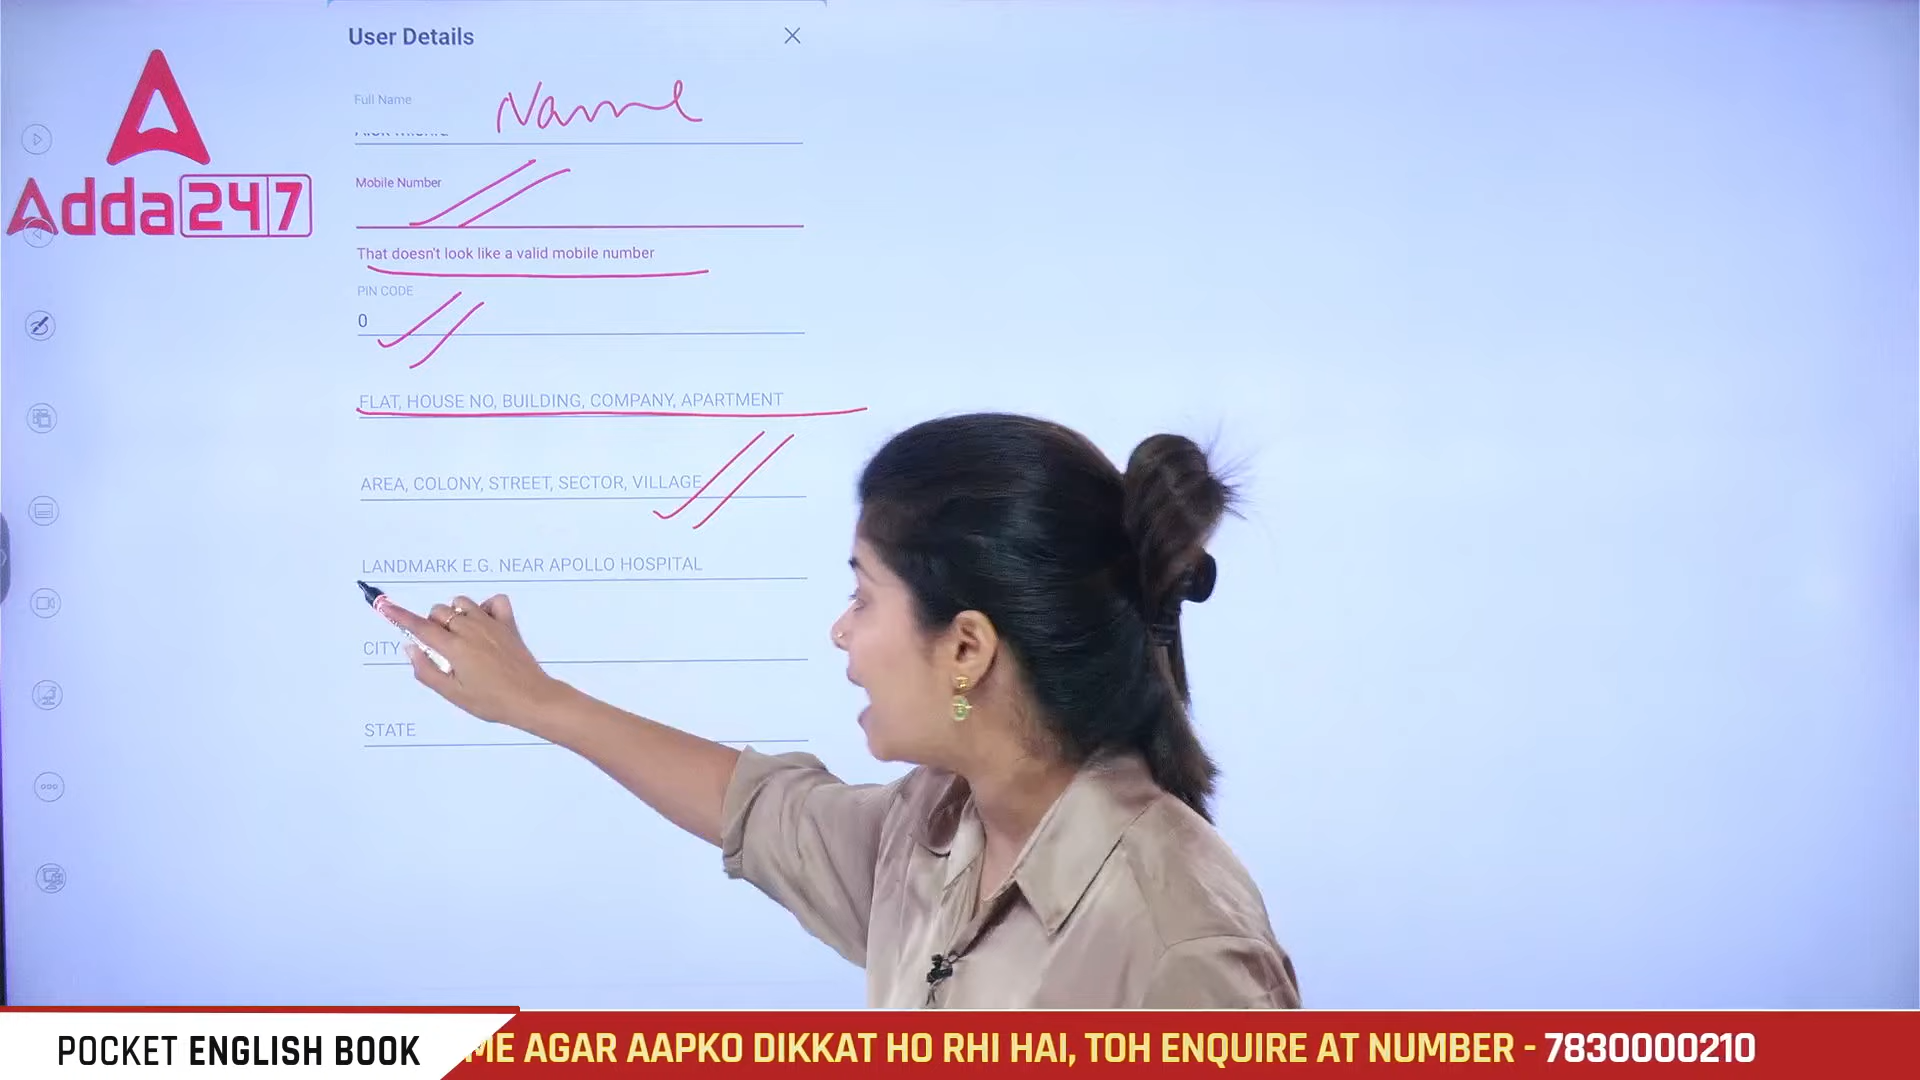 User Details
Full Name
Name
Adda 247
Mobile Number
That doesn't look like a valid mobile number
PIN CODE
0
FLAT, HOUSE NO, BUILDING, COMPANY, APARTMENT
AREA, COLONY, STREET, SECTOR, VILLAGE
LANDMARK E.G. NEAR APOLLO HOSPITAL
CITY
STATE
POCKET ENGLISH BOOK
ME AGAR AAPKO DIKKAT HO RHI HAI, TOH ENQUIRE AT NUMBER - 7830000210